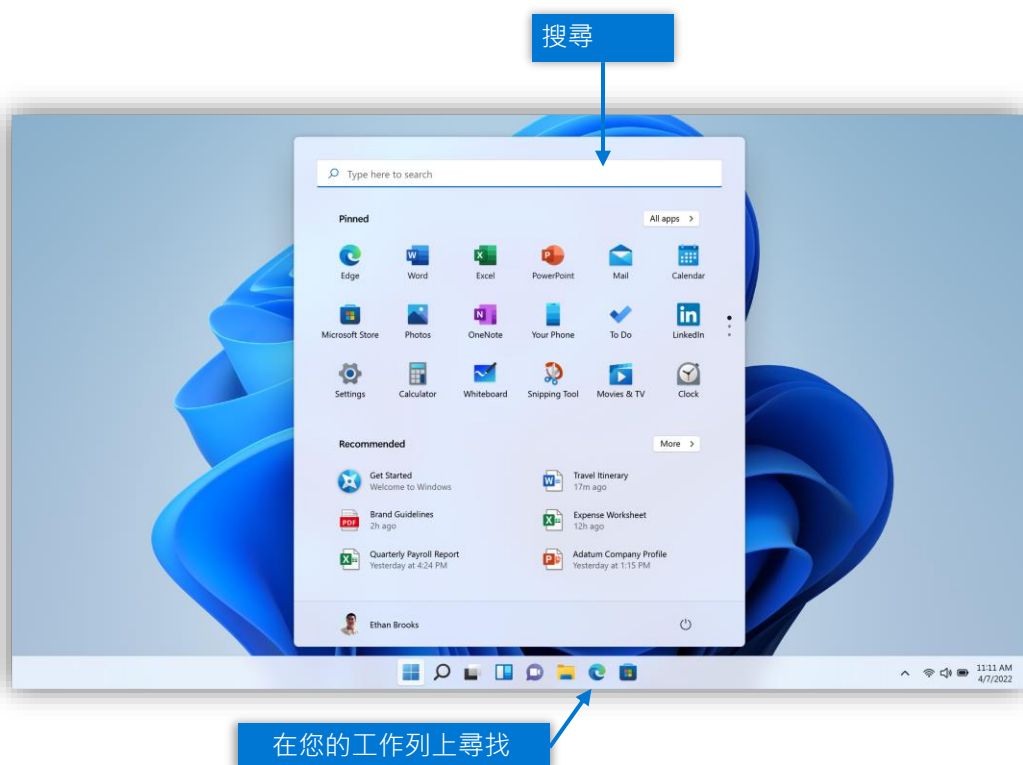 搜尋
Type here to search
Pinned
All apps >
Edge Word Excel PowerPoint Mail Calendar
Microsoft Store Photos OneNote Your Phone To Do LinkedIn
Settings Calculator Whiteboard Snipping Tool Movies & TV Clock
Recommended
More >
Get Started
Welcome to Windows
Travel Itinerary
17m ago
Brand Guidelines
2h ago
Expense Worksheet
12h ago
Quarterly Payroll Report
Yesterday at 4:24 PM
Adatum Company Profile
Yesterday at 1:15 PM
Ethan Brooks
11:11 AM
4/7/2022
在您的工作列上尋找